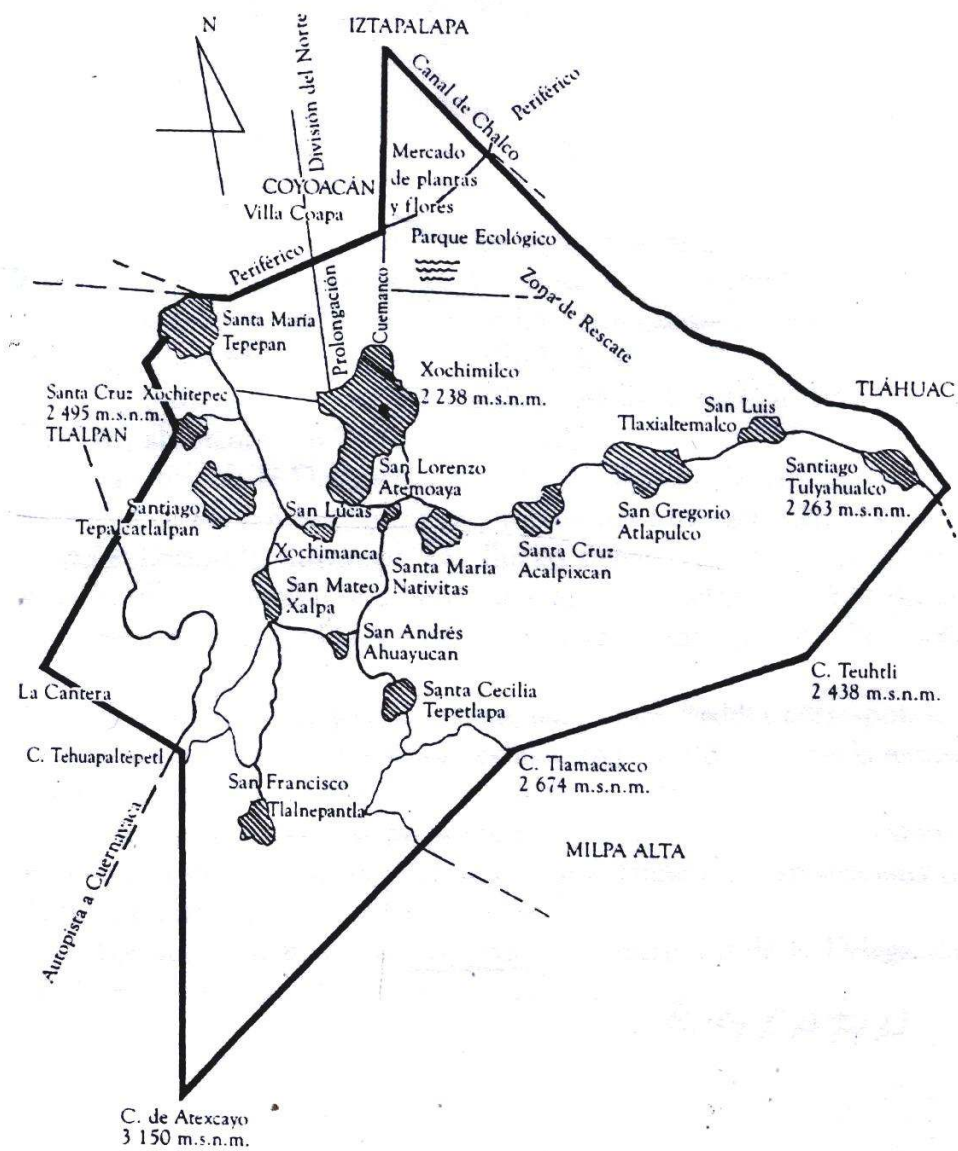 N
IZTAPALAPA
División del Norte
Canal de Chalco
Periférico
Mercado
de plantas
y flores
COYOACÁN
Villa Coapa
Parque Ecológico
Periférico
Prolongación
Cuemanco
Zona de Rescate
Santa María
Tepepan
Xochimilco
2 238 m.s.n.m.
TLÁHUAC
Santa Cruz Xochitepec
2 495 m.s.n.m.
TLALPAN
San Luis
Tlaxialtemalco
San Lorenzo
Atemoaya
Santiago
Tulyahualco
2 263 m.s.n.m.
Santiago
Tepalcatlalpan
San Lucas
Xochimanca
San Gregorio
Atlapulco
Santa Cruz
Acalpixcan
Santa María
Nativitas
San Mateo
Xalpa
San Andrés
Ahuayucan
La Cantera
C. Teuhtli
2 438 m.s.n.m.
Santa Cecilia
Tepetlapa
C. Tehuapaltépetl
C. Tlamacaxco
2 674 m.s.n.m.
San Francisco
Tlalnepantla
MILPA ALTA
Autopista a Cuernavaca
C. de Atexcayo
3 150 m.s.n.m.